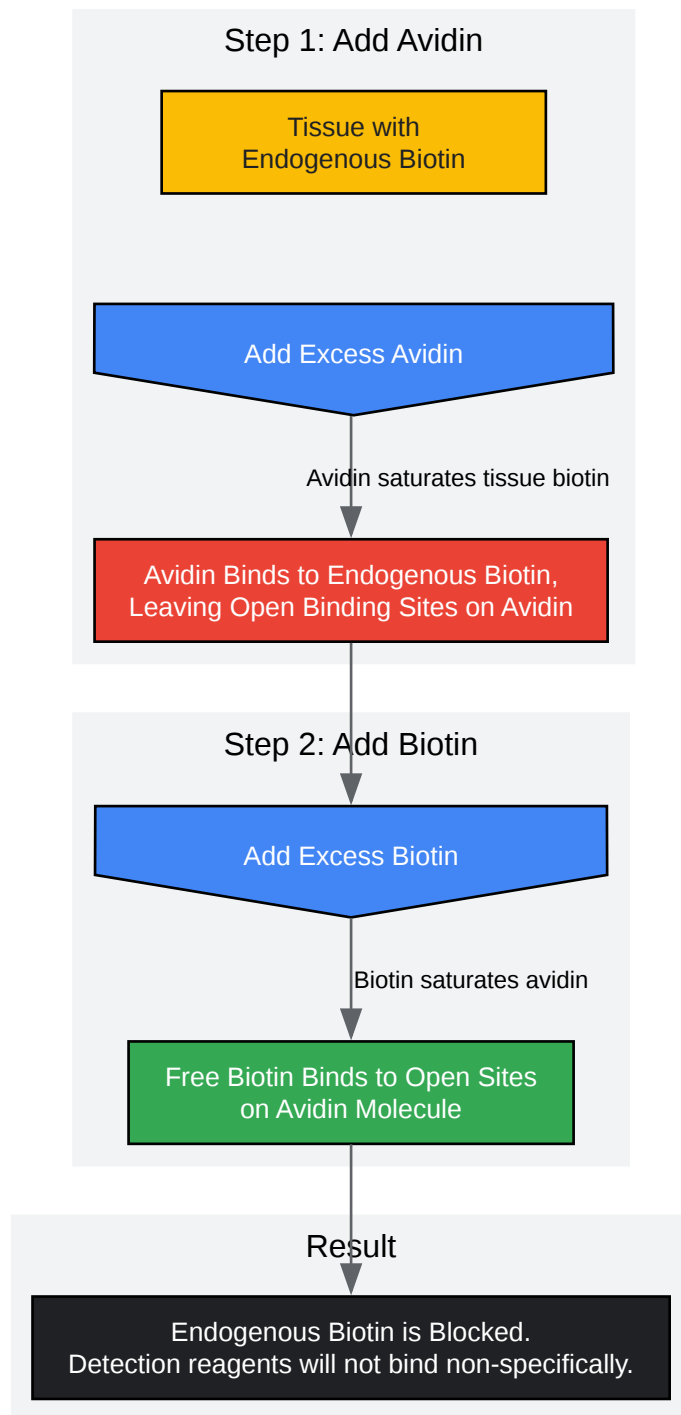 Step 1: Add Avidin
Tissue with
Endogenous Biotin
Add Excess Avidin
Avidin saturates tissue biotin
Avidin Binds to Endogenous Biotin,
Leaving Open Binding Sites on Avidin
Step 2: Add Biotin
Add Excess Biotin
Biotin saturates avidin
Free Biotin Binds to Open Sites
on Avidin Molecule
Result
Endogenous Biotin is Blocked.
Detection reagents will not bind non-specifically.